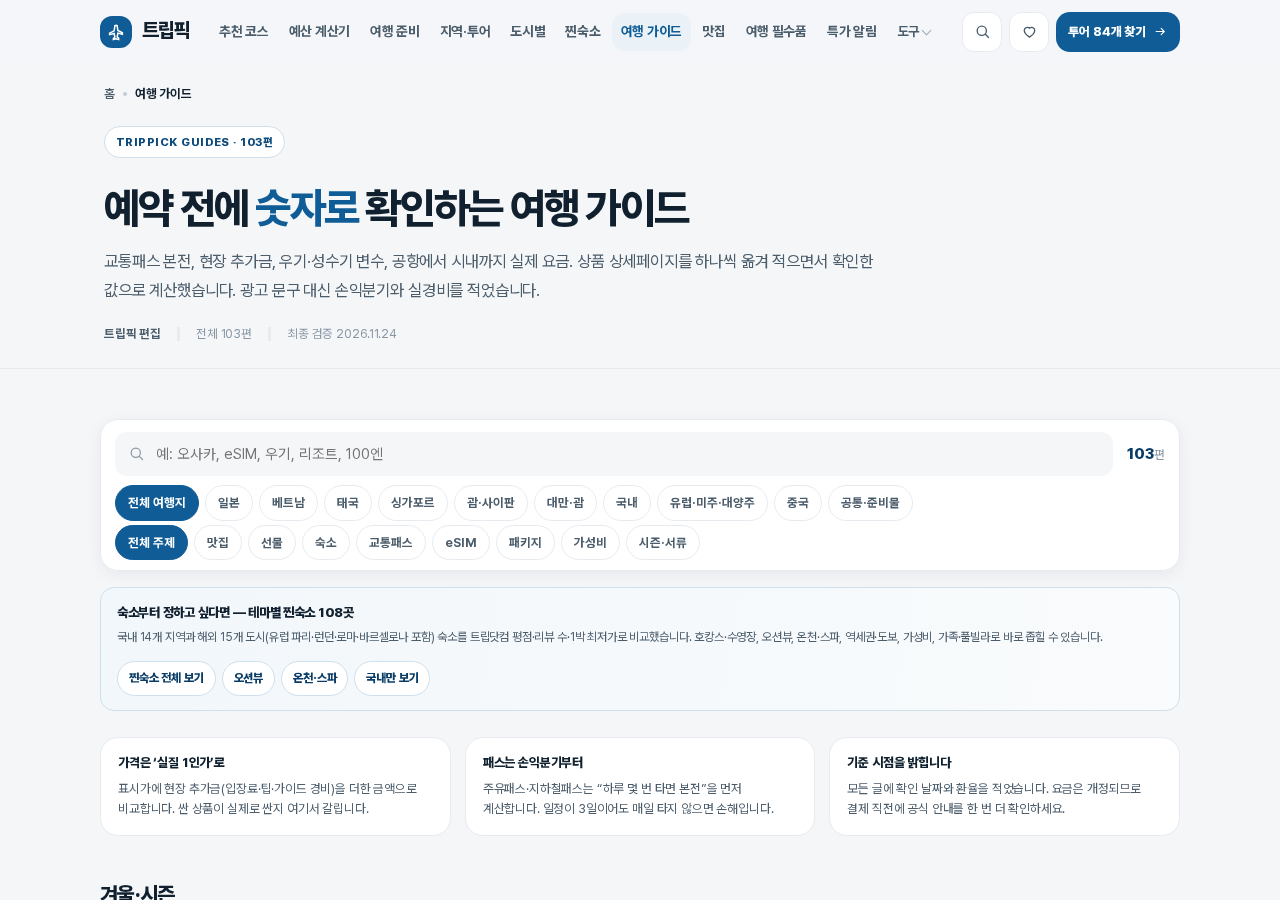 트립픽
추천 코스
예산 계산기
여행 준비
지역·투어
도시별
찐숙소
여행 가이드
맛집
여행 필수품
특가 알림
도구
투어 84개 찾기 →
홈 • 여행 가이드
TRIPPICK GUIDES · 103편
예약 전에 숫자로 확인하는 여행 가이드
교통패스 본전, 현장 추가금, 우기·성수기 변수, 공항에서 시내까지 실제 요금. 상품 상세페이지를 하나씩 옮겨 적으면서 확인한
값으로 계산했습니다. 광고 문구 대신 손익분기와 실경비를 적었습니다.
트립픽 편집 | 전체 103편 | 최종 검증 2026.11.24
예: 오사카, eSIM, 우기, 리조트, 100엔
103편
전체 여행지
일본
베트남
태국
싱가포르
괌·사이판
대만·괌
국내
유럽·미주·대양주
중국
공통·준비물
전체 주제
맛집
선물
숙소
교통패스
eSIM
패키지
가성비
시즌·서류
숙소부터 정하고 싶다면 — 테마별 찐숙소 108곳
국내 14개 지역과 해외 15개 도시(유럽 파리·런던·로마·바르셀로나 포함) 숙소를 트립닷컴 평점·리뷰 수·1박 최저가로 비교했습니다. 호캉스·수영장, 오션뷰, 온천·스파, 역세권·도보, 가성비, 가족·풀빌라로 바로 좁힐 수 있습니다.
찐숙소 전체 보기
오션뷰
온천·스파
국내만 보기
가격은 ‘실질 1인가’로
표시가에 현장 추가금(입장료·팁·가이드 경비)을 더한 금액으로
비교합니다. 싼 상품이 실제로 싼지 여기서 갈립니다.
패스는 손익분기부터
주유패스·지하철패스는 “하루 몇 번 타면 본전”을 먼저
계산합니다. 일정이 3일이어도 매일 타지 않으면 손해입니다.
기준 시점을 밝힙니다
모든 글에 확인 날짜와 환율을 적었습니다. 요금은 개정되므로
결제 직전에 공식 안내를 한 번 더 확인하세요.
겨울·시즌